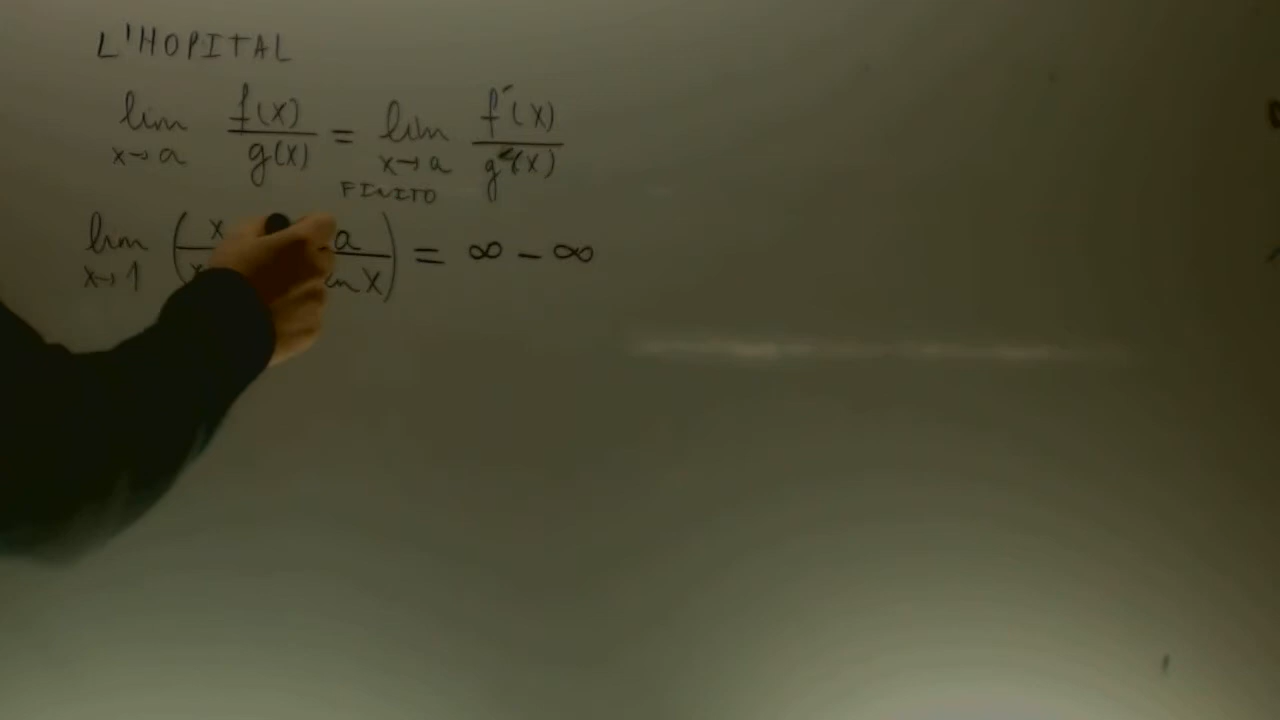 L'HOPITAL
lim x→a f(x)/g(x) = lim x→a f'(x)/g'(x)
FINITO
lim x→1 (x/x a/ln x) = ∞ - ∞